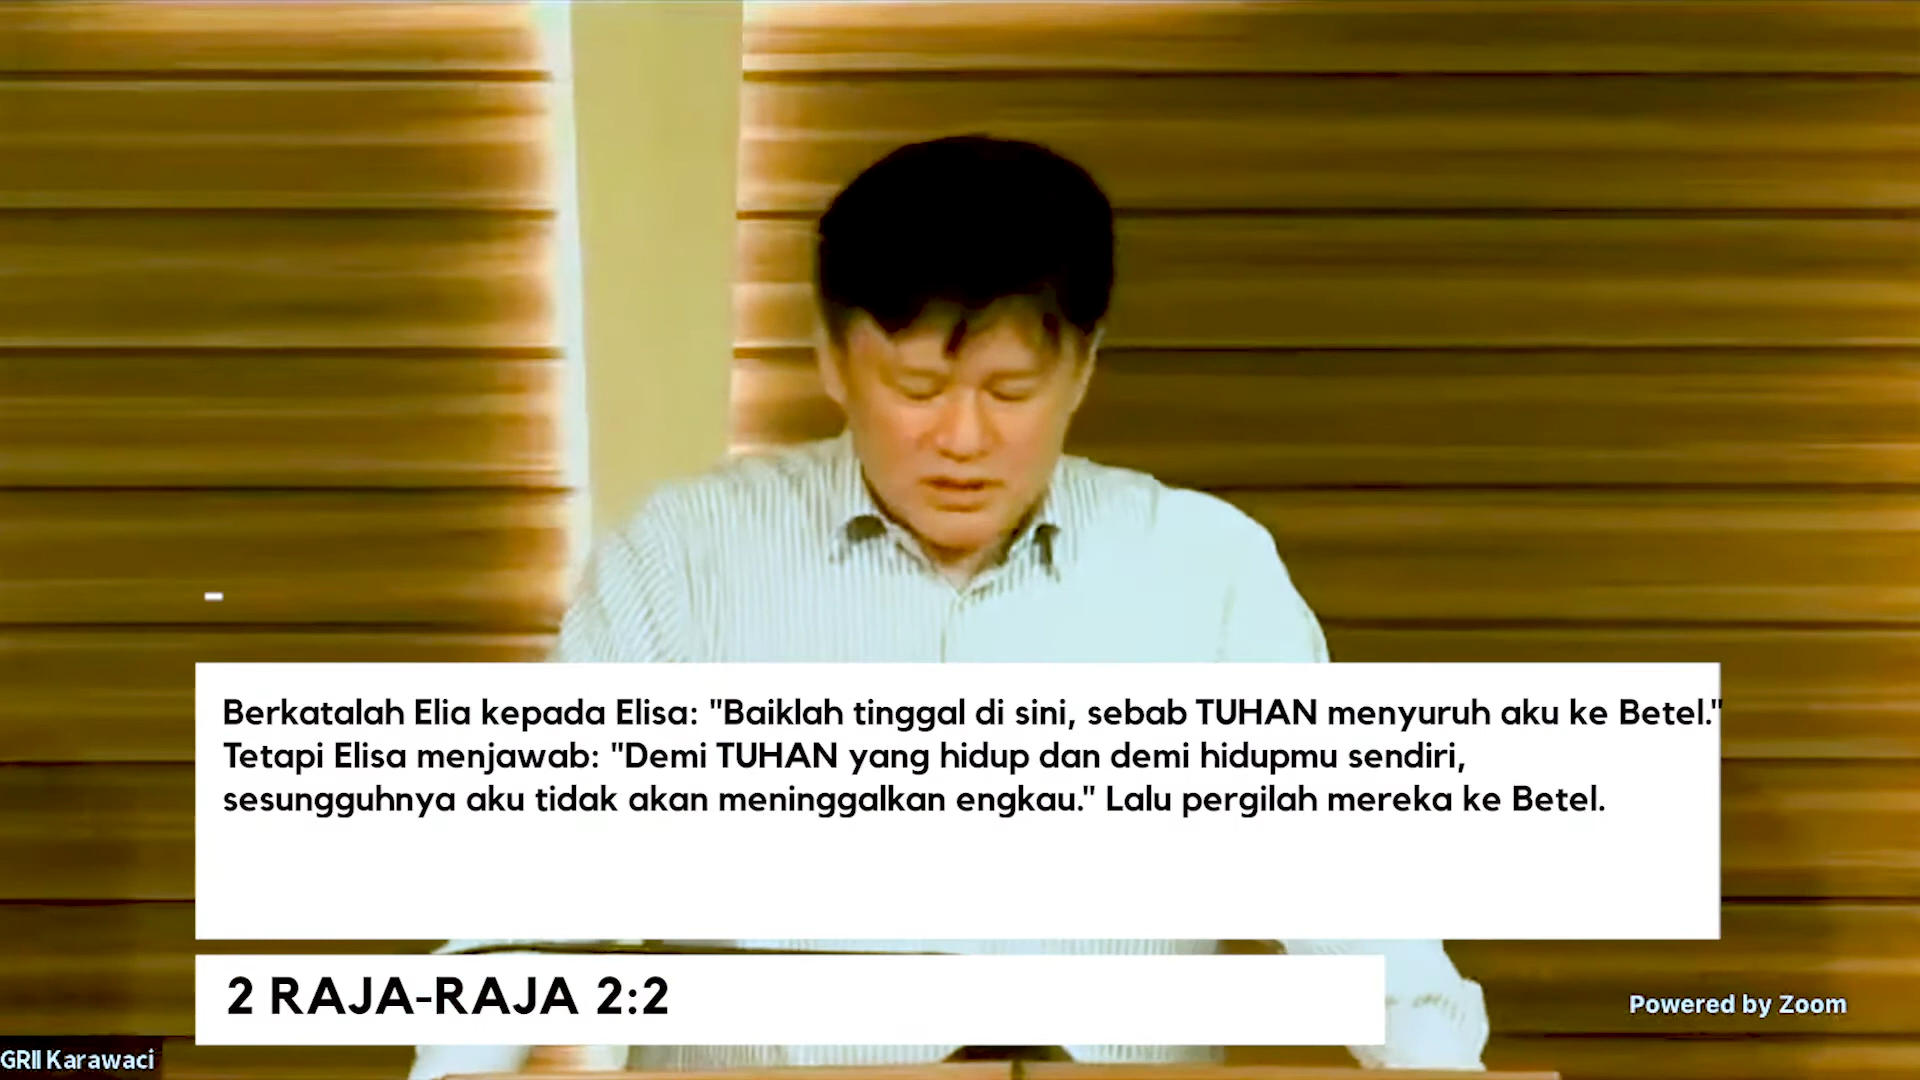 Berkatalah Elia kepada Elisa: "Baiklah tinggal di sini, sebab TUHAN menyuruh aku ke Betel."
Tetapi Elisa menjawab: "Demi TUHAN yang hidup dan demi hidupmu sendiri,
sesungguhnya aku tidak akan meninggalkan engkau." Lalu pergilah mereka ke Betel.
2 RAJA-RAJA 2:2
Powered by Zoom
GRII Karawaci